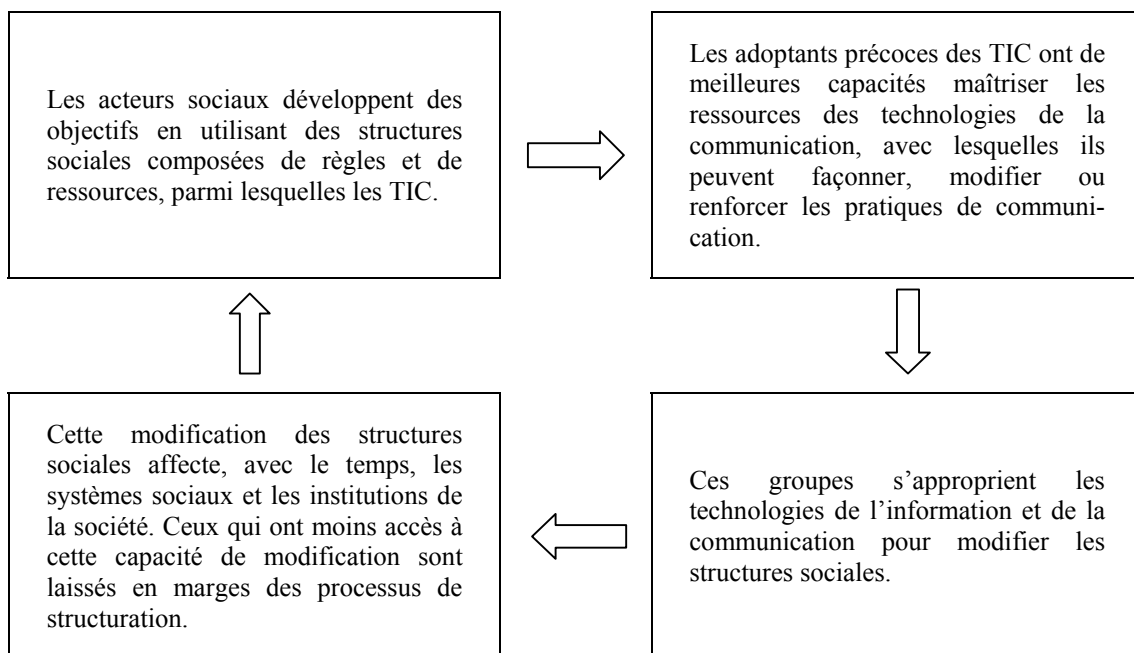 Les acteurs sociaux développent des
objectifs en utilisant des structures
sociales composées de règles et de
ressources, parmi lesquelles les TIC.
Les adoptants précoces des TIC ont de
meilleures capacités maîtriser les
ressources des technologies de la
communication, avec lesquelles ils
peuvent façonner, modifier ou
renforcer les pratiques de communi-
cation.
Cette modification des structures
sociales affecte, avec le temps, les
systèmes sociaux et les institutions de
la société. Ceux qui ont moins accès à
cette capacité de modification sont
laissés en marges des processus de
structuration.
Ces groupes s’approprient les
technologies de l’information et de la
communication pour modifier les
structures sociales.